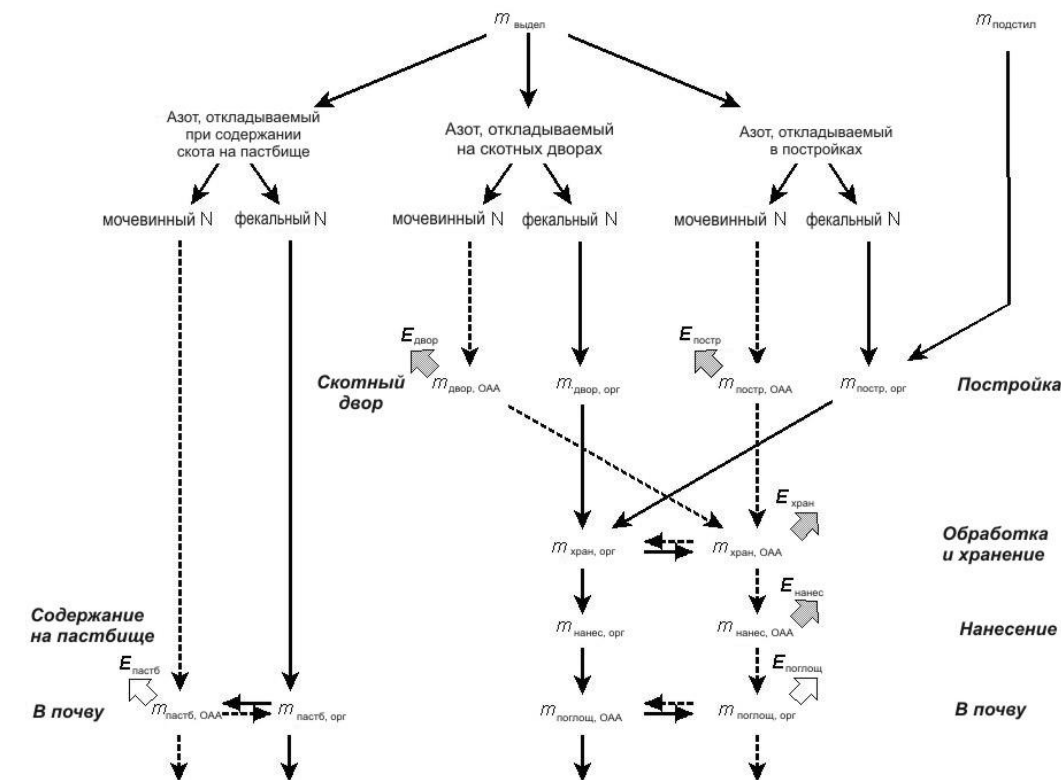 m выдел
m подстил
Азот, откладываемый
при содержании
скота на пастбище
Азот, откладываемый
на скотных дворах
Азот, откладываемый
в постройках
мочевинный N
фекальный N
мочевинный N
фекальный N
мочевинный N
фекальный N
E двор
E постр
Скотный
двор
m двор, ОАА
m двор, орг
m постр, ОАА
m постр, орг
Постройка
E хран
m хран, орг
m хран, ОАА
Обработка
и хранение
E нанес
Содержание
на пастбище
m нанес, орг
m нанес, ОАА
Нанесение
E пастб
E поглощ
В почву
m пастб, ОАА
m пастб, орг
m поглощ, ОАА
m поглощ, орг
В почву